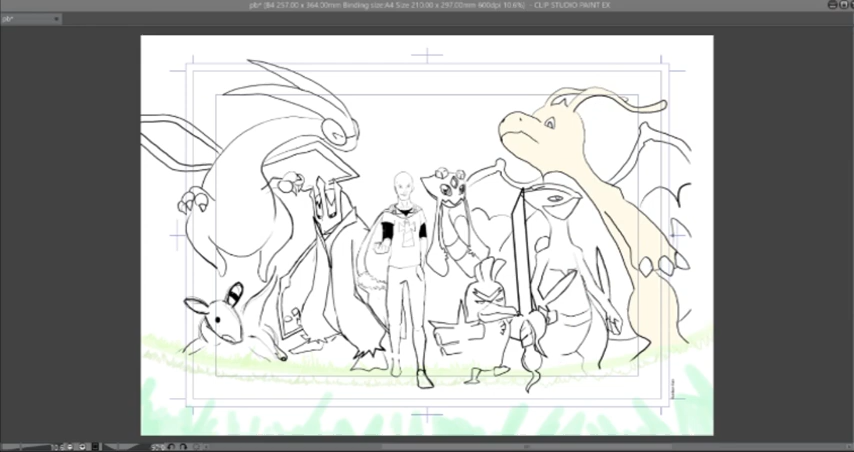 pb* (B4 257.00 x 364.00mm Binding size:A4 Size 210.00 x 297.00mm 600dpi 10.6%) - CLIP STUDIO PAINT EX
pb*